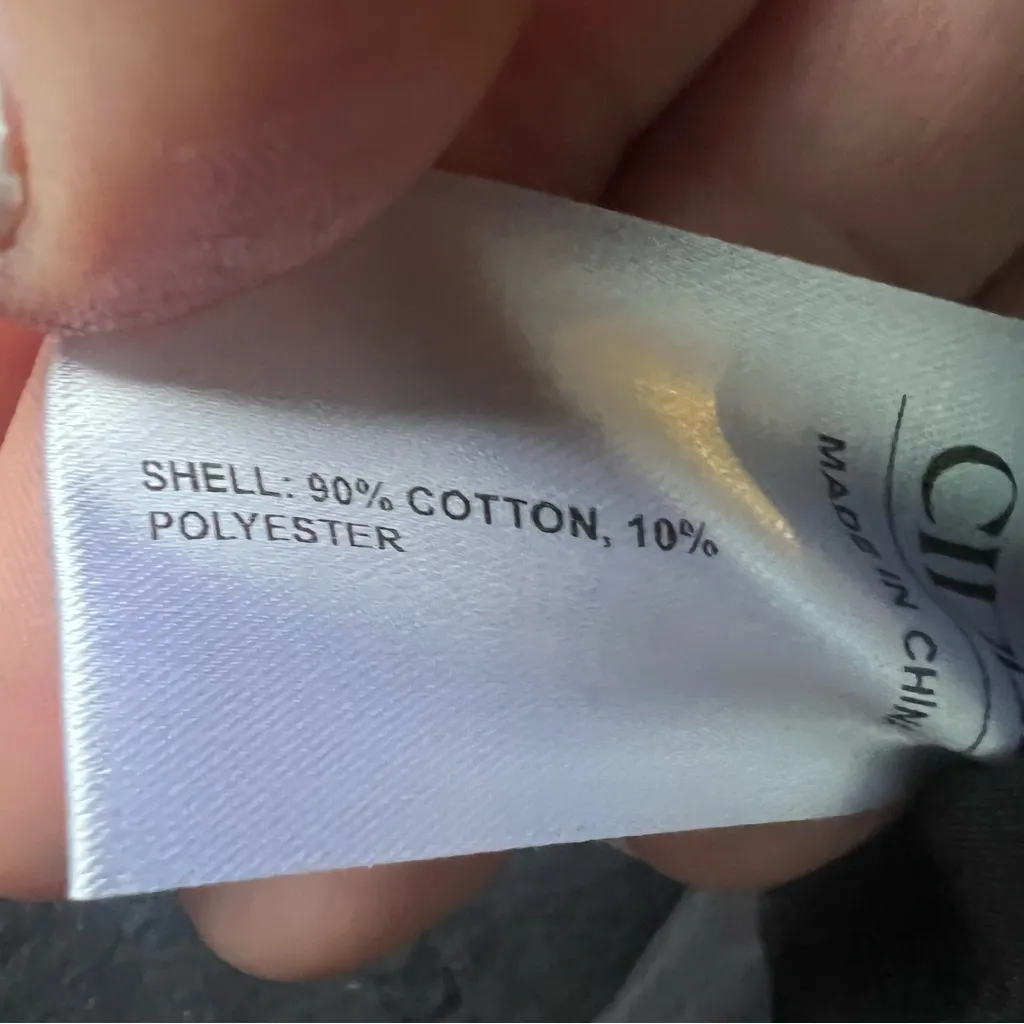 SHELL: 90% COTTON, 10%
POLYESTER
MADE IN